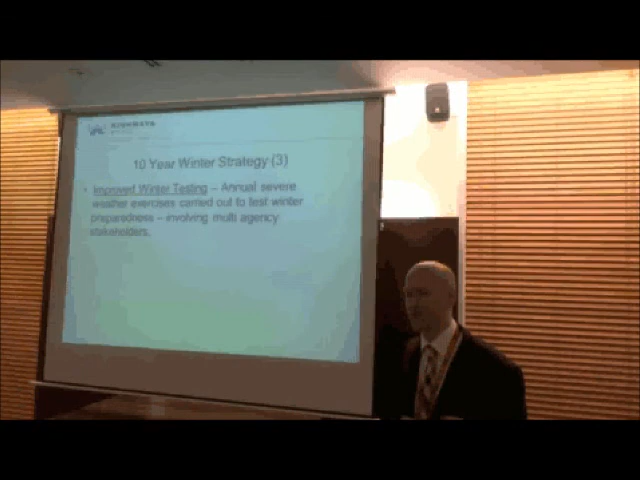 10 Year Winter Strategy (3)
• Improved Winter Testing – Annual severe
weather exercises carried out to test winter
preparedness – involving multi agency
stakeholders.